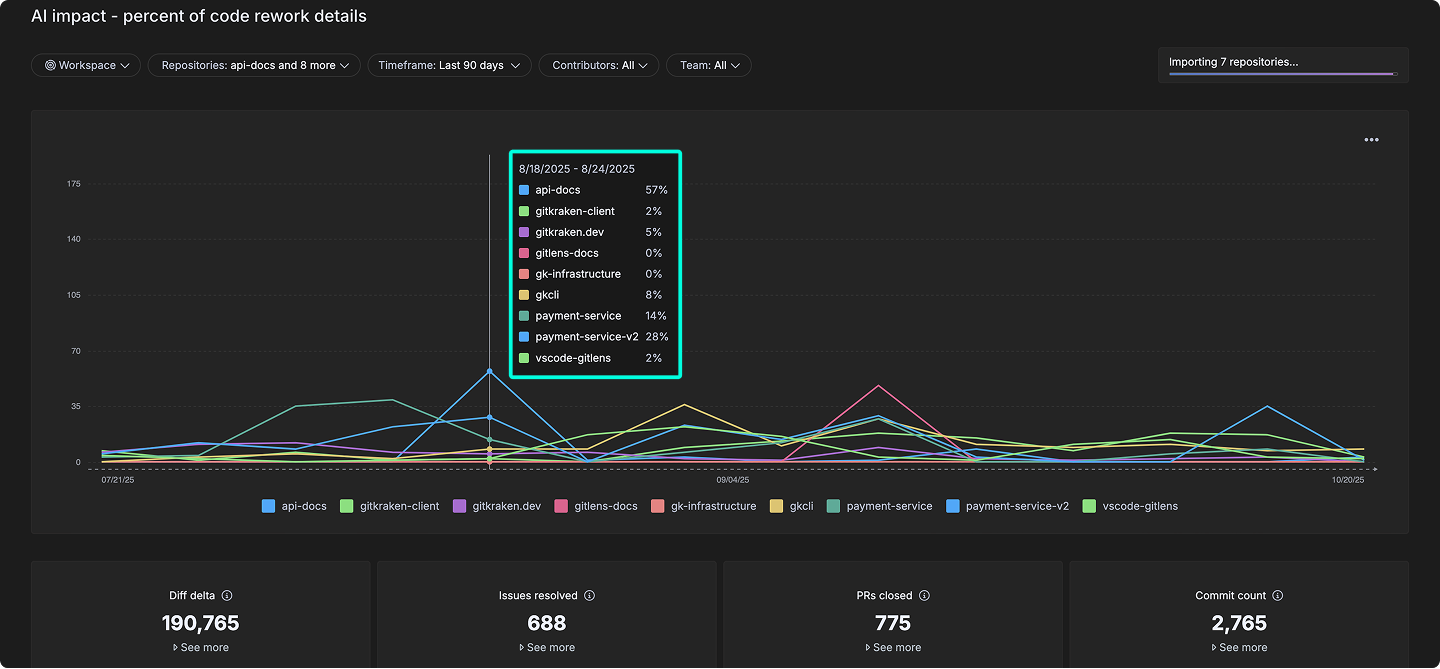 AI impact - percent of code rework details
Workspace
Repositories: api-docs and 8 more
Timeframe: Last 90 days
Contributors: All
Team: All
Importing 7 repositories...
8/18/2025 - 8/24/2025
api-docs 57%
gitkraken-client 2%
gitkraken.dev 5%
gitlens-docs 0%
gk-infrastructure 0%
gkcli 8%
payment-service 14%
payment-service-v2 28%
vscode-gitlens 2%
175
140
105
70
35
0
07/21/25
09/04/25
10/20/25
api-docs
gitkraken-client
gitkraken.dev
gitlens-docs
gk-infrastructure
gkcli
payment-service
payment-service-v2
vscode-gitlens
Diff delta
190,765
See more
Issues resolved
688
See more
PRs closed
775
See more
Commit count
2,765
See more